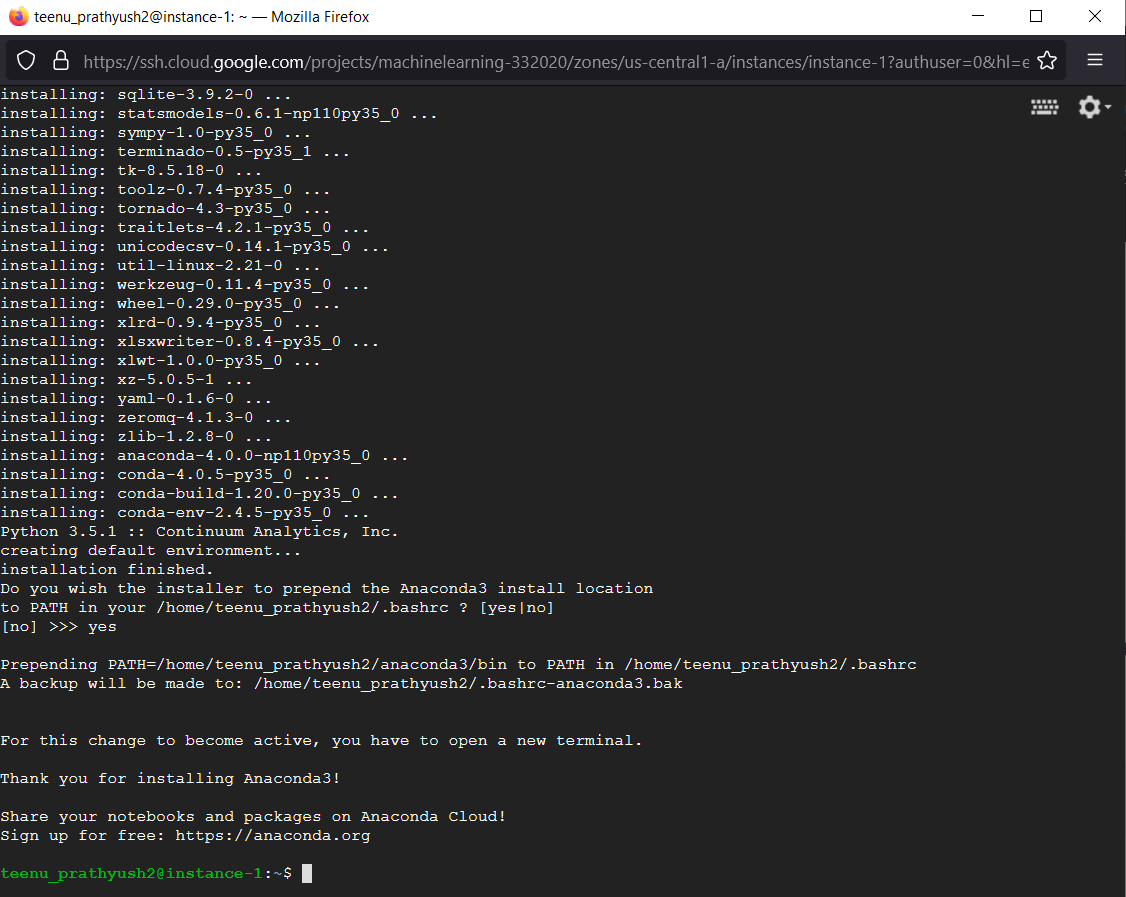 teenu_prathyush2@instance-1: ~ — Mozilla Firefox
https://ssh.cloud.google.com/projects/machinelearning-332020/zones/us-central1-a/instances/instance-1?authuser=0&hl=e
installing: sqlite-3.9.2-0 ...
installing: statsmodels-0.6.1-np110py35_0 ...
installing: sympy-1.0-py35_0 ...
installing: terminado-0.5-py35_1 ...
installing: tk-8.5.18-0 ...
installing: toolz-0.7.4-py35_0 ...
installing: tornado-4.3-py35_0 ...
installing: traitlets-4.2.1-py35_0 ...
installing: unicodecsv-0.14.1-py35_0 ...
installing: util-linux-2.21-0 ...
installing: werkzeug-0.11.4-py35_0 ...
installing: wheel-0.29.0-py35_0 ...
installing: xlrd-0.9.4-py35_0 ...
installing: xlsxwriter-0.8.4-py35_0 ...
installing: xlwt-1.0.0-py35_0 ...
installing: xz-5.0.5-1 ...
installing: yaml-0.1.6-0 ...
installing: zeromq-4.1.3-0 ...
installing: zlib-1.2.8-0 ...
installing: anaconda-4.0.0-np110py35_0 ...
installing: conda-4.0.5-py35_0 ...
installing: conda-build-1.20.0-py35_0 ...
installing: conda-env-2.4.5-py35_0 ...
Python 3.5.1 :: Continuum Analytics, Inc.
creating default environment...
installation finished.
Do you wish the installer to prepend the Anaconda3 install location
to PATH in your /home/teenu_prathyush2/.bashrc ? [yes|no]
[no] >>> yes
Prepending PATH=/home/teenu_prathyush2/anaconda3/bin to PATH in /home/teenu_prathyush2/.bashrc
A backup will be made to: /home/teenu_prathyush2/.bashrc-anaconda3.bak
For this change to become active, you have to open a new terminal.
Thank you for installing Anaconda3!
Share your notebooks and packages on Anaconda Cloud!
Sign up for free: https://anaconda.org
teenu_prathyush2@instance-1:~$